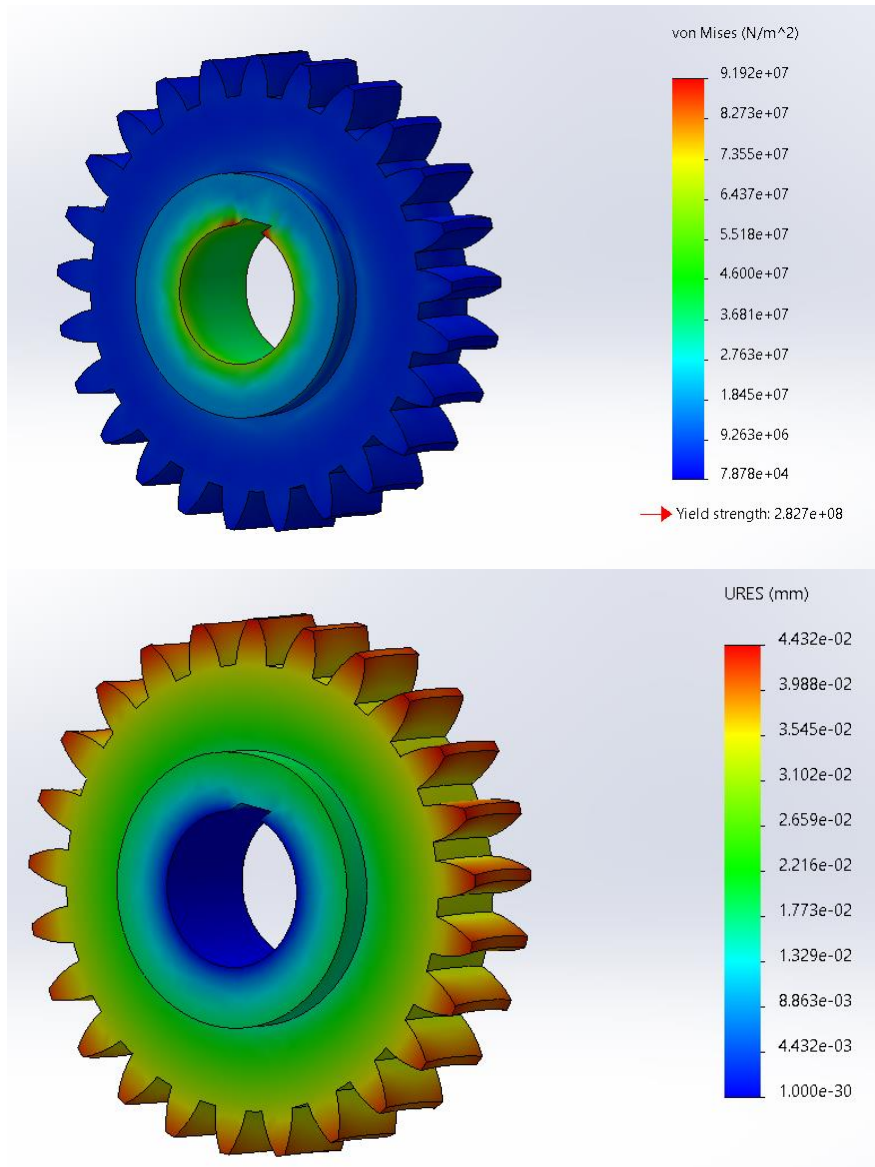 von Mises (N/m^2)
9.192e+07
8.273e+07
7.355e+07
6.437e+07
5.518e+07
4.600e+07
3.681e+07
2.763e+07
1.845e+07
9.263e+06
7.878e+04
Yield strength: 2.827e+08
URES (mm)
4.432e-02
3.988e-02
3.545e-02
3.102e-02
2.659e-02
2.216e-02
1.773e-02
1.329e-02
8.863e-03
4.432e-03
1.000e-30